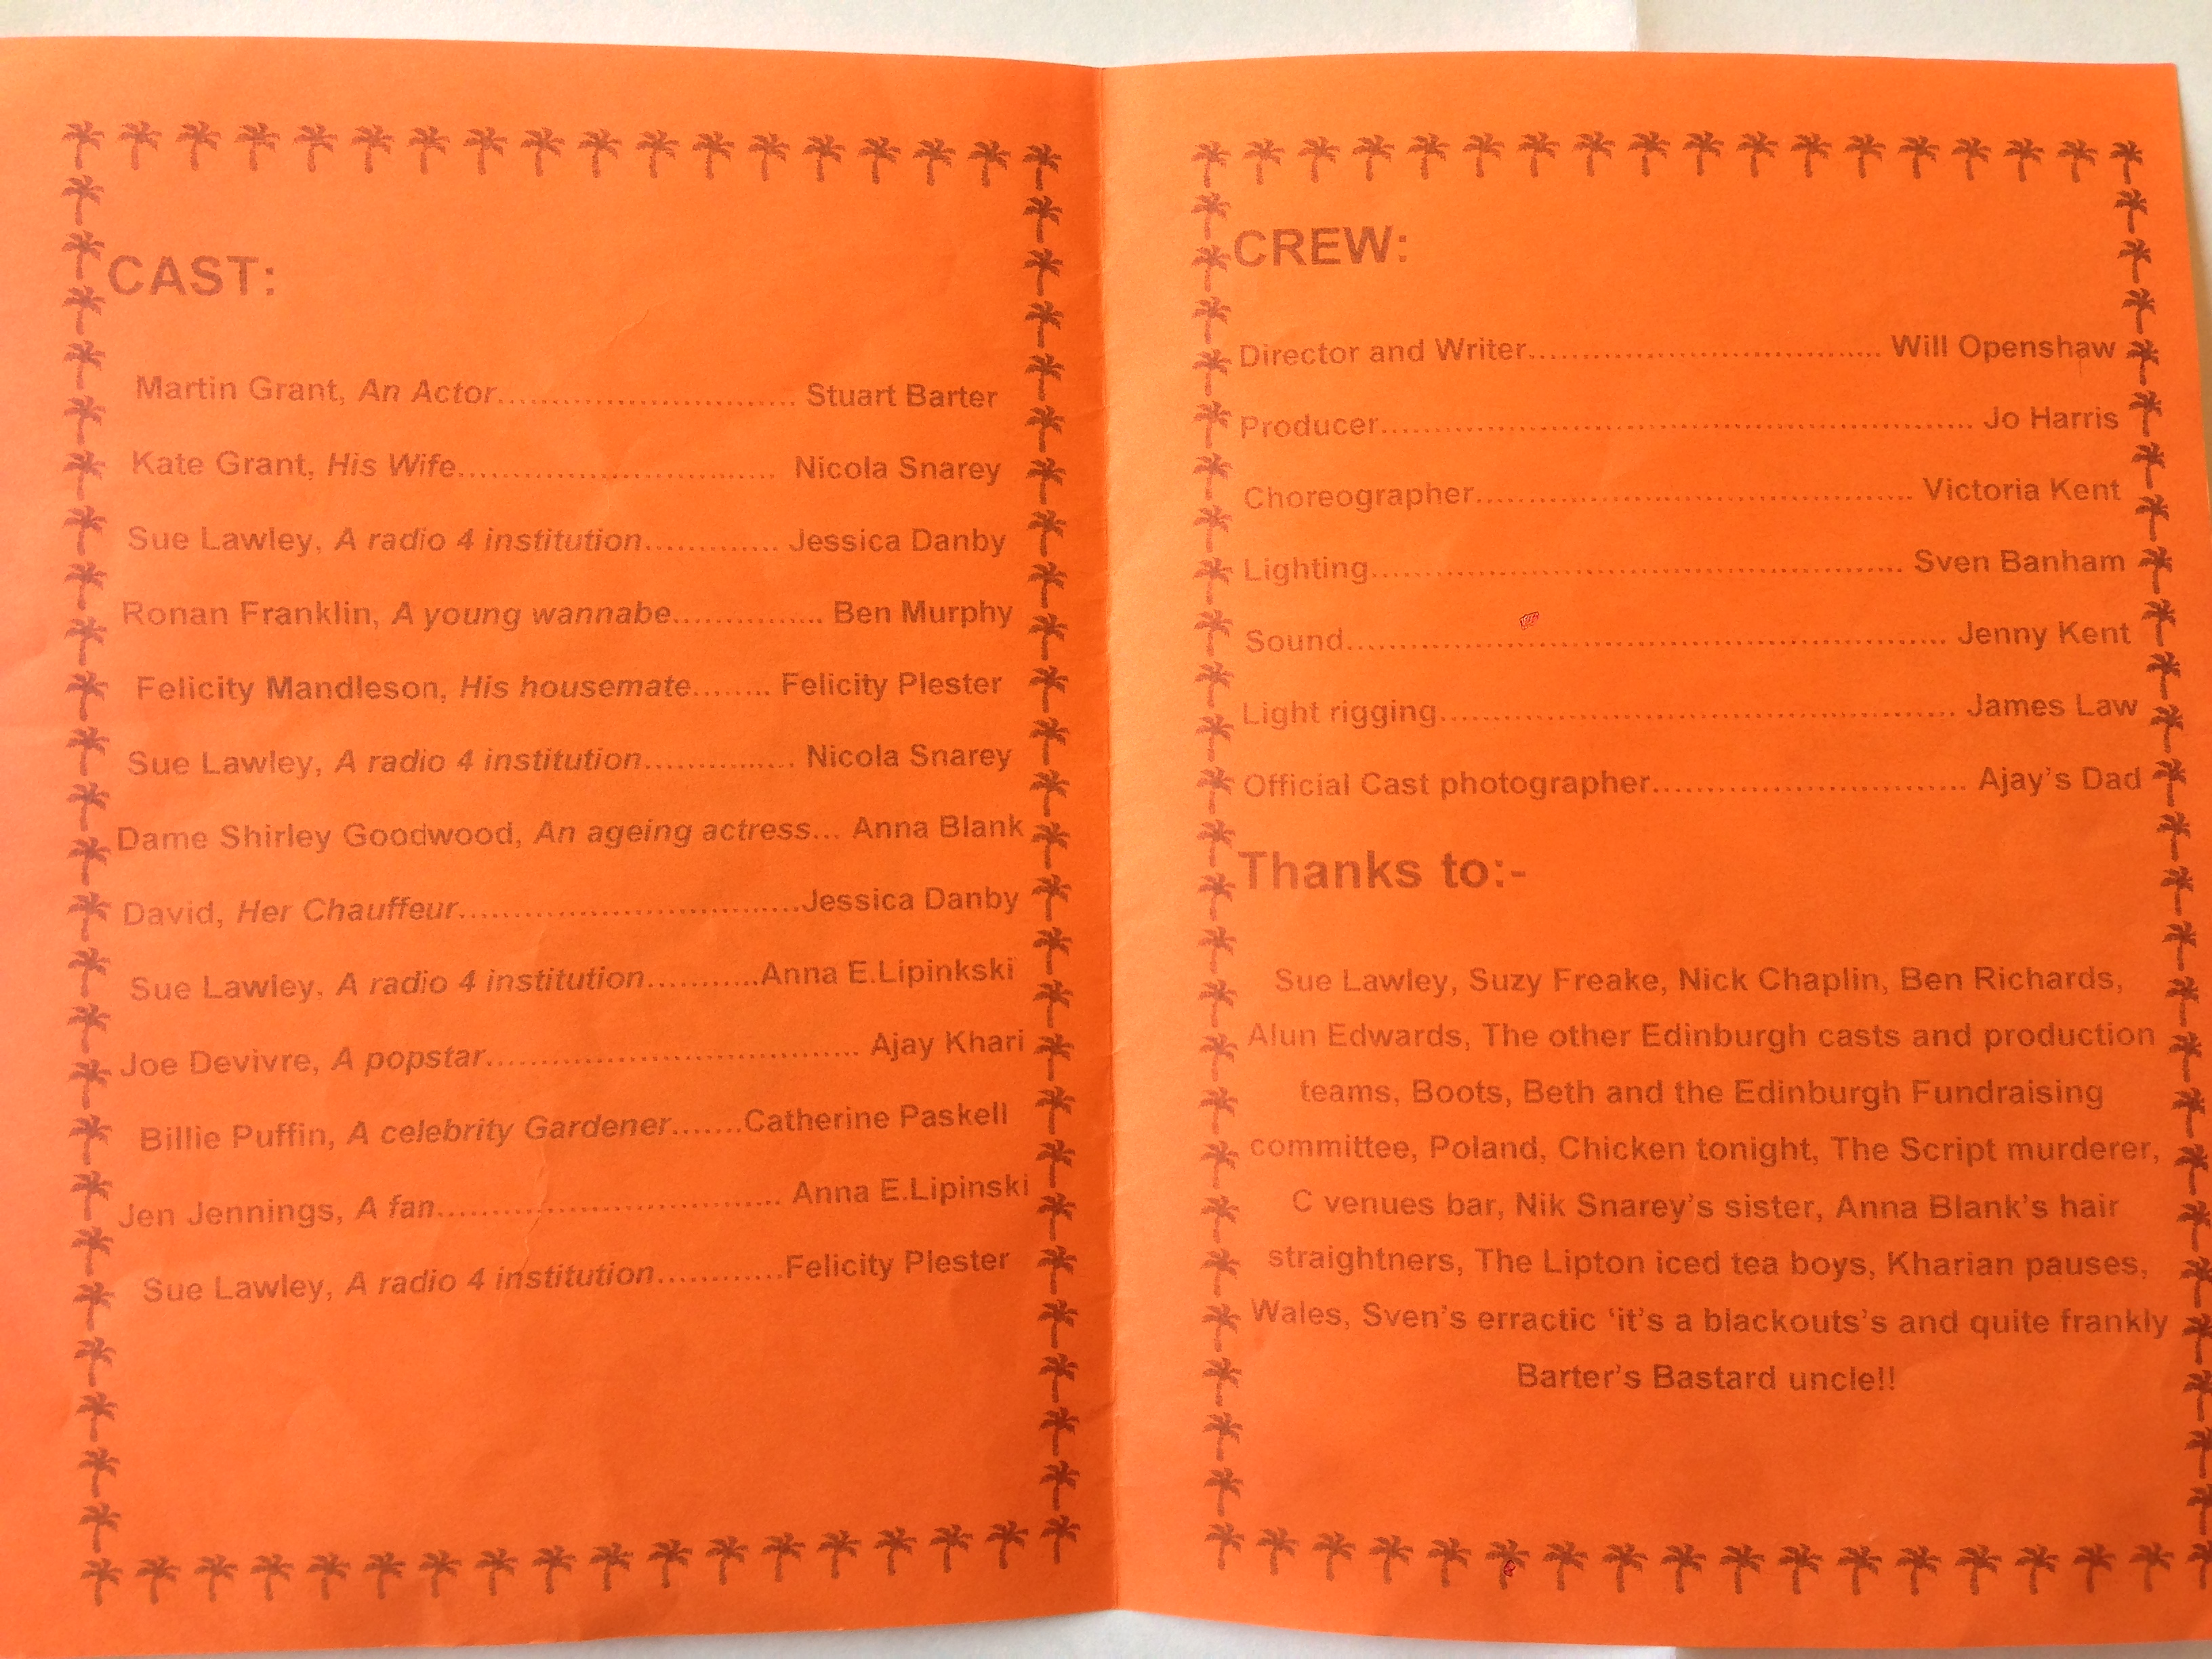 CAST:
Martin Grant, An Actor............................ Stuart Barter
Kate Grant, His Wife................................ Nicola Snarey
Sue Lawley, A radio 4 institution............ Jessica Danby
Ronan Franklin, A young wannabe.............. Ben Murphy
Felicity Mandleson, His housemate........ Felicity Plester
Sue Lawley, A radio 4 institution............ Nicola Snarey
Dame Shirley Goodwood, An ageing actress... Anna Blank
David, Her Chauffeur................................Jessica Danby
Sue Lawley, A radio 4 institution...........Anna E.Lipinkski
Joe Devivre, A popstar.................................. Ajay Khari
Billie Puffin, A celebrity Gardener.......Catherine Paskell
Jen Jennings, A fan................................ Anna E.Lipinski
Sue Lawley, A radio 4 institution............Felicity Plester
CREW:
Director and Writer.................................. Will Openshaw
Producer......................................................... Jo Harris
Choreographer.......................................... Victoria Kent
Lighting................................................... Sven Banham
Sound......................................................... Jenny Kent
Light rigging................................................ James Law
Official Cast photographer............................. Ajay's Dad
Thanks to:-
Sue Lawley, Suzy Freake, Nick Chaplin, Ben Richards,
Alun Edwards, The other Edinburgh casts and production
teams, Boots, Beth and the Edinburgh Fundraising
committee, Poland, Chicken tonight, The Script murderer,
C venues bar, Nik Snarey's sister, Anna Blank's hair
straightners, The Lipton iced tea boys, Kharian pauses,
Wales, Sven's erractic 'it's a blackouts's and quite frankly
Barter's Bastard uncle!!